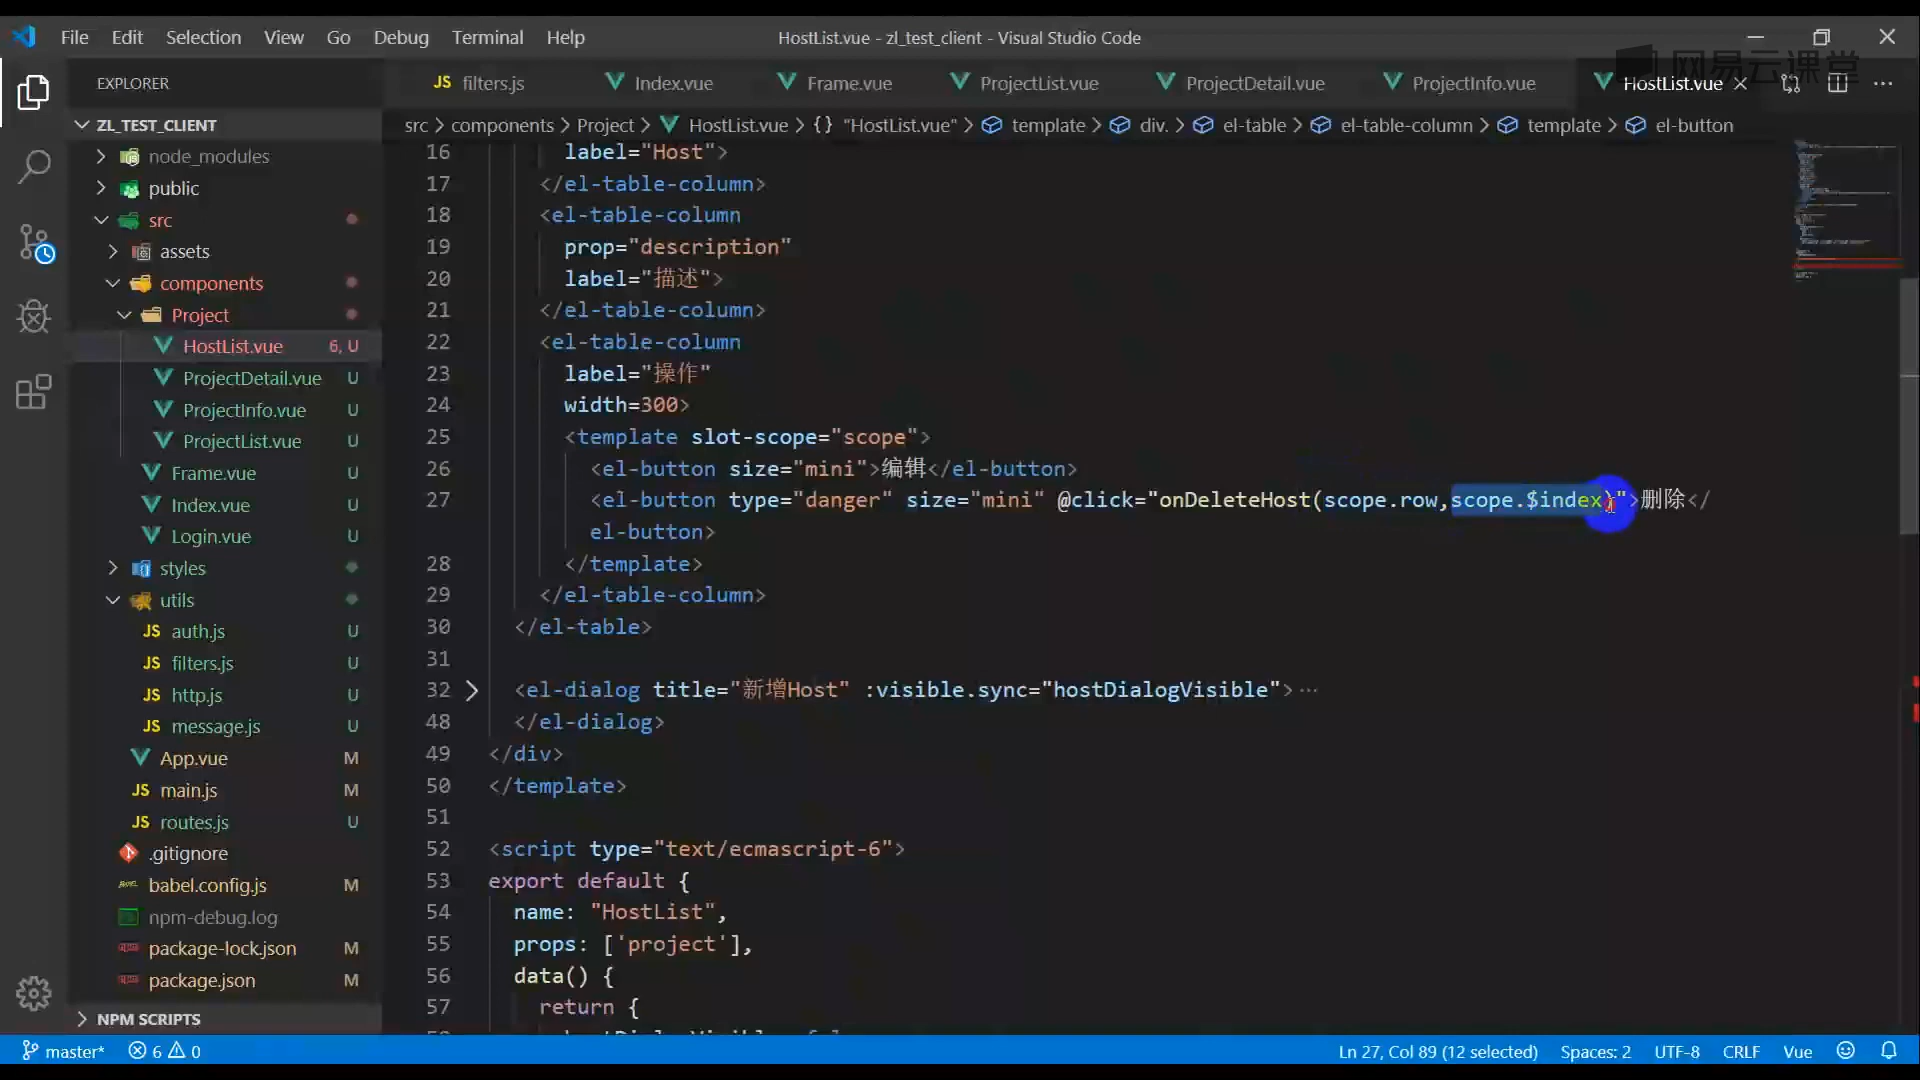 File Edit Selection View Go Debug Terminal Help
HostList.vue - zl_test_client - Visual Studio Code
网易云课堂
EXPLORER
JS filters.js Index.vue Frame.vue ProjectList.vue ProjectDetail.vue ProjectInfo.vue HostList.vue
src > components > Project > HostList.vue > {} "HostList.vue" > template > div. > el-table > el-table-column > template > el-button
ZL_TEST_CLIENT
node_modules
public
src
assets
components
Project
HostList.vue 6, U
ProjectDetail.vue U
ProjectInfo.vue U
ProjectList.vue U
Frame.vue U
Index.vue U
Login.vue U
styles
utils
JS auth.js U
JS filters.js U
JS http.js U
JS message.js U
App.vue M
JS main.js M
JS routes.js U
.gitignore
babel.config.js M
npm-debug.log
package-lock.json M
package.json M
NPM SCRIPTS
16 label="Host">
17 </el-table-column>
18 <el-table-column
19 prop="description"
20 label="描述">
21 </el-table-column>
22 <el-table-column
23 label="操作"
24 width=300>
25 <template slot-scope="scope">
26 <el-button size="mini">编辑</el-button>
27 <el-button type="danger" size="mini" @click="onDeleteHost(scope.row,scope.$index)">删除</
el-button>
28 </template>
29 </el-table-column>
30 </el-table>
31
32 <el-dialog title="新增Host" :visible.sync="hostDialogVisible">…
48 </el-dialog>
49 </div>
50 </template>
51
52 <script type="text/ecmascript-6">
53 export default {
54 name: "HostList",
55 props: ['project'],
56 data() {
57 return {
master* 6 0
Ln 27, Col 89 (12 selected) Spaces: 2 UTF-8 CRLF Vue